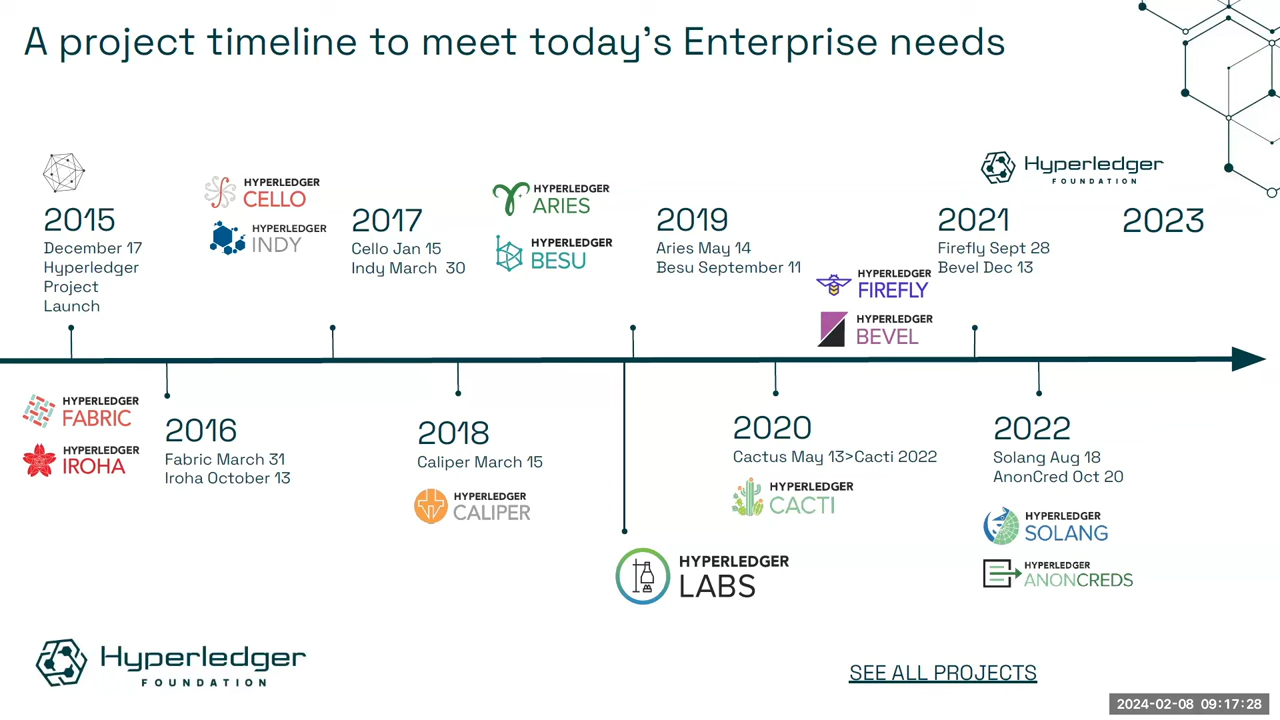 A project timeline to meet today's Enterprise needs
2015
December 17
Hyperledger
Project
Launch
HYPERLEDGER
CELLO
HYPERLEDGER
INDY
2017
Cello Jan 15
Indy March 30
HYPERLEDGER
ARIES
HYPERLEDGER
BESU
2019
Aries May 14
Besu September 11
HYPERLEDGER
FIREFLY
HYPERLEDGER
BEVEL
Hyperledger
FOUNDATION
2021
Firefly Sept 28
Bevel Dec 13
2023
HYPERLEDGER
FABRIC
HYPERLEDGER
IROHA
2016
Fabric March 31
Iroha October 13
2018
Caliper March 15
HYPERLEDGER
CALIPER
HYPERLEDGER
LABS
2020
Cactus May 13>Cacti 2022
HYPERLEDGER
CACTI
2022
Solang Aug 18
AnonCred Oct 20
HYPERLEDGER
SOLANG
HYPERLEDGER
ANONCREDS
Hyperledger
FOUNDATION
SEE ALL PROJECTS
2024-02-08 09:17:28